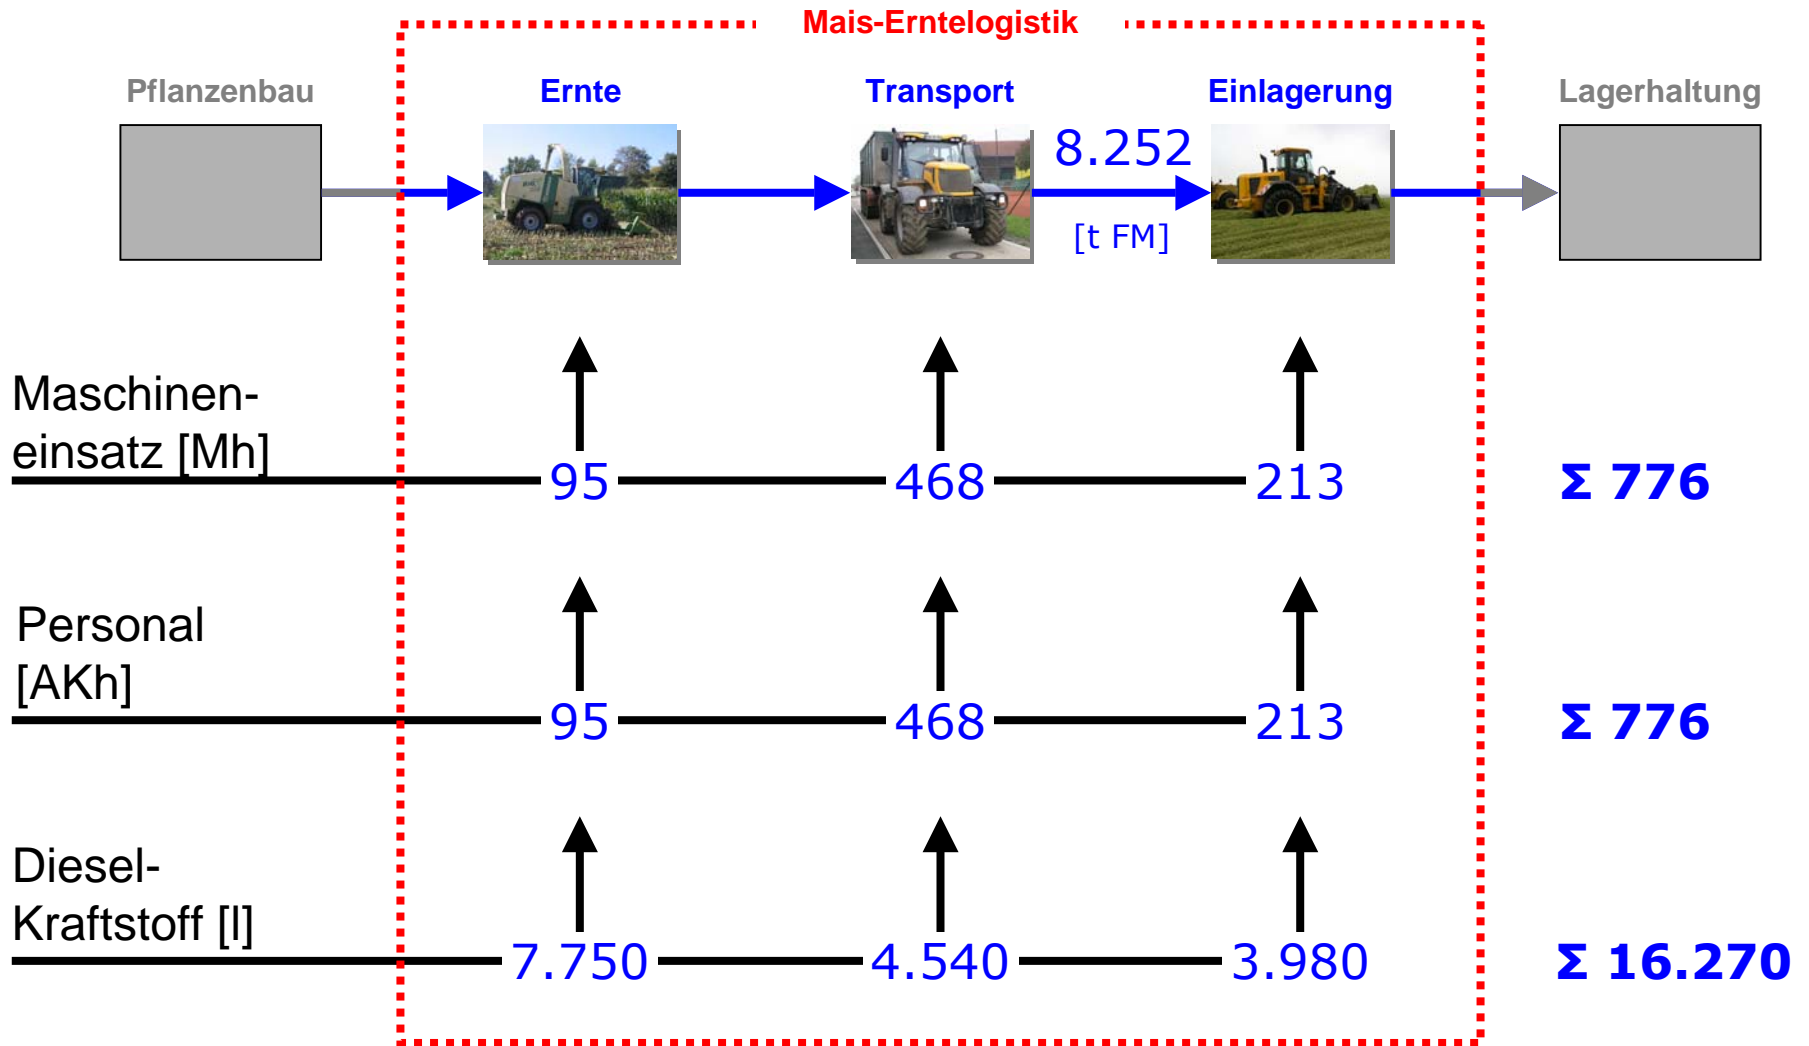 Mais-Erntelogistik
Pflanzenbau
Ernte
Transport
Einlagerung
Lagerhaltung
8.252
[t FM]
Maschinen-
einsatz [Mh]
95
468
213
Σ 776
Personal
[AKh]
95
468
213
Σ 776
Diesel-
Kraftstoff [l]
7.750
4.540
3.980
Σ 16.270